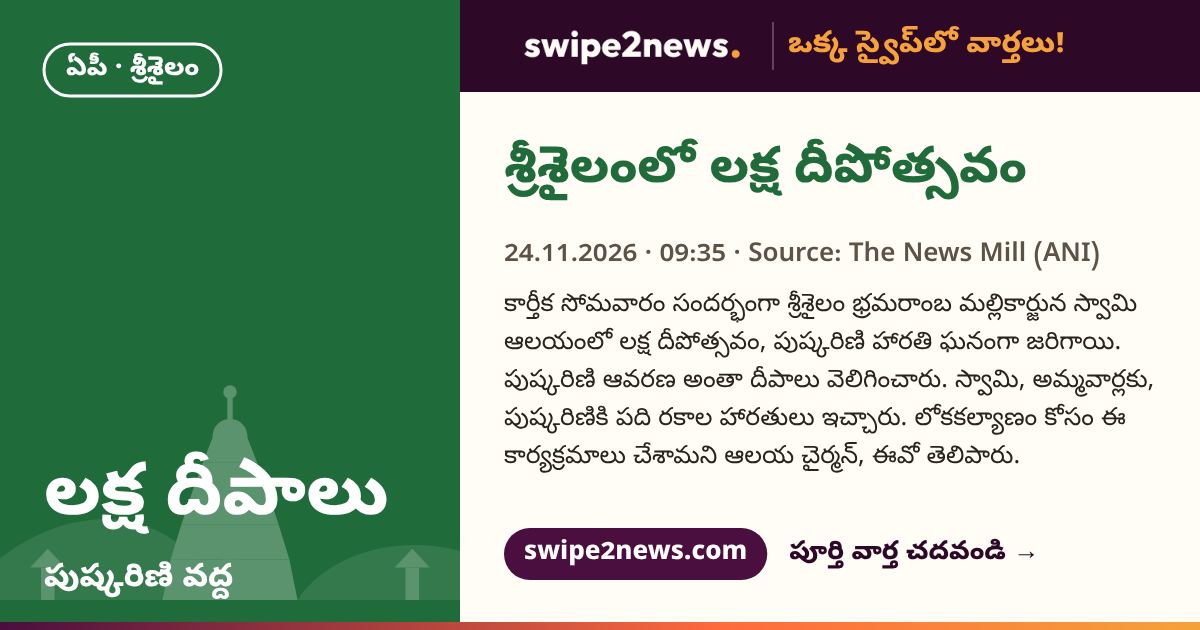 ఏపీ · శ్రీశైలం
లక్ష దీపాలు
పుష్కరిణి వద్ద
swipe2news.
ఒక్క స్వైప్‌లో వార్తలు!
శ్రీశైలంలో లక్ష దీపోత్సవం
24.11.2026 · 09:35 · Source: The News Mill (ANI)
కార్తీక సోమవారం సందర్భంగా శ్రీశైలం భ్రమరాంబ మల్లికార్జున స్వామి
ఆలయంలో లక్ష దీపోత్సవం, పుష్కరిణి హారతి ఘనంగా జరిగాయి.
పుష్కరిణి ఆవరణ అంతా దీపాలు వెలిగించారు. స్వామి, అమ్మవార్లకు,
పుష్కరిణికి పది రకాల హారతులు ఇచ్చారు. లోకకల్యాణం కోసం ఈ
కార్యక్రమాలు చేశామని ఆలయ చైర్మన్, ఈవో తెలిపారు.
swipe2news.com
పూర్తి వార్త చదవండి →